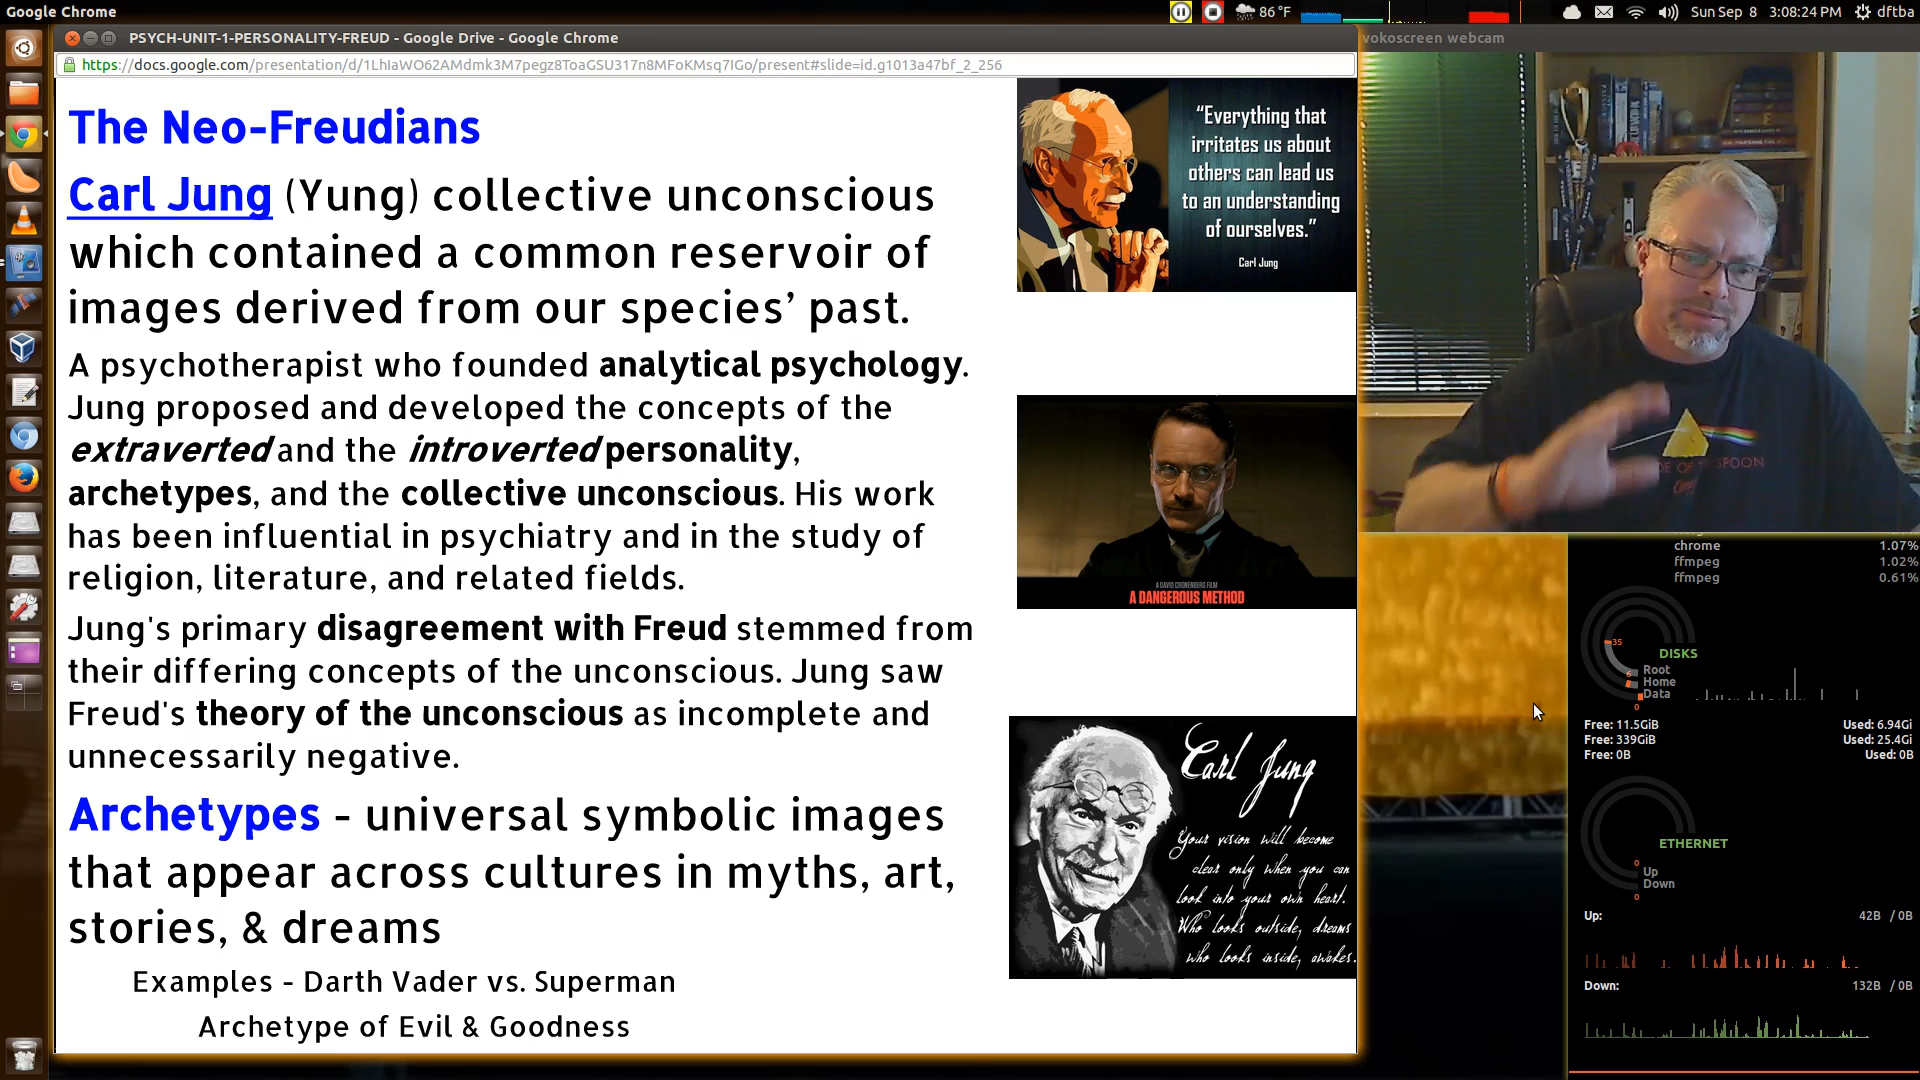 Google Chrome
86 °F
Sun Sep 8 3:08:24 PM
dftba
PSYCH-UNIT-1-PERSONALITY-FREUD - Google Drive - Google Chrome
vokoscreen webcam
https://docs.google.com/presentation/d/1LhIaWO62AMdmk3M7pegz8ToaGSU317n8MFoKMsq7IGo/present#slide=id.g1013a47bf_2_256
The Neo-Freudians
Carl Jung (Yung) collective unconscious
which contained a common reservoir of
images derived from our species’ past.
A psychotherapist who founded analytical psychology.
Jung proposed and developed the concepts of the
extraverted and the introverted personality,
archetypes, and the collective unconscious. His work
has been influential in psychiatry and in the study of
religion, literature, and related fields.
Jung's primary disagreement with Freud stemmed from
their differing concepts of the unconscious. Jung saw
Freud's theory of the unconscious as incomplete and
unnecessarily negative.
Archetypes - universal symbolic images
that appear across cultures in myths, art,
stories, & dreams
Examples - Darth Vader vs. Superman
Archetype of Evil & Goodness
“Everything that
irritates us about
others can lead us
to an understanding
of ourselves.”
Carl Jung
A DAVID CRONENBERG FILM
A DANGEROUS METHOD
Carl Jung
Your vision will become
clear only when you can
look into your own heart.
Who looks outside, dreams
who looks inside, awakes.
SPOON
chrome 1.07%
ffmpeg 1.02%
ffmpeg 0.61%
35
DISKS
6
Root
Home
Data
0
Free: 11.5GiB Used: 6.94Gi
Free: 339GiB Used: 25.4Gi
Free: 0B Used: 0B
ETHERNET
0
Up
Down
0
Up: 42B / 0B
Down: 132B / 0B